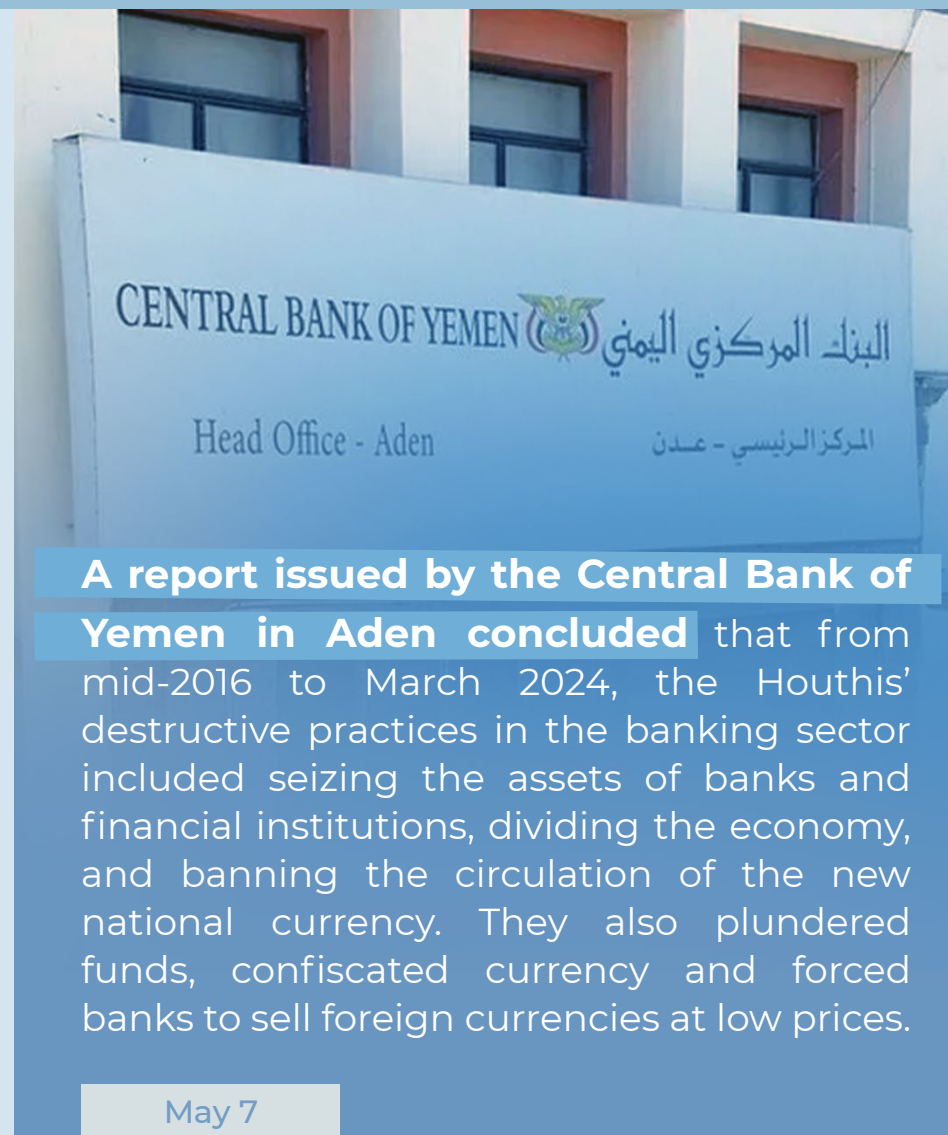 CENTRAL BANK OF YEMEN البنك المركزي اليمني
Head Office - Aden المركز الرئيسي - عدن
A report issued by the Central Bank of
Yemen in Aden concluded that from
mid-2016 to March 2024, the Houthis’
destructive practices in the banking sector
included seizing the assets of banks and
financial institutions, dividing the economy,
and banning the circulation of the new
national currency. They also plundered
funds, confiscated currency and forced
banks to sell foreign currencies at low prices.
May 7